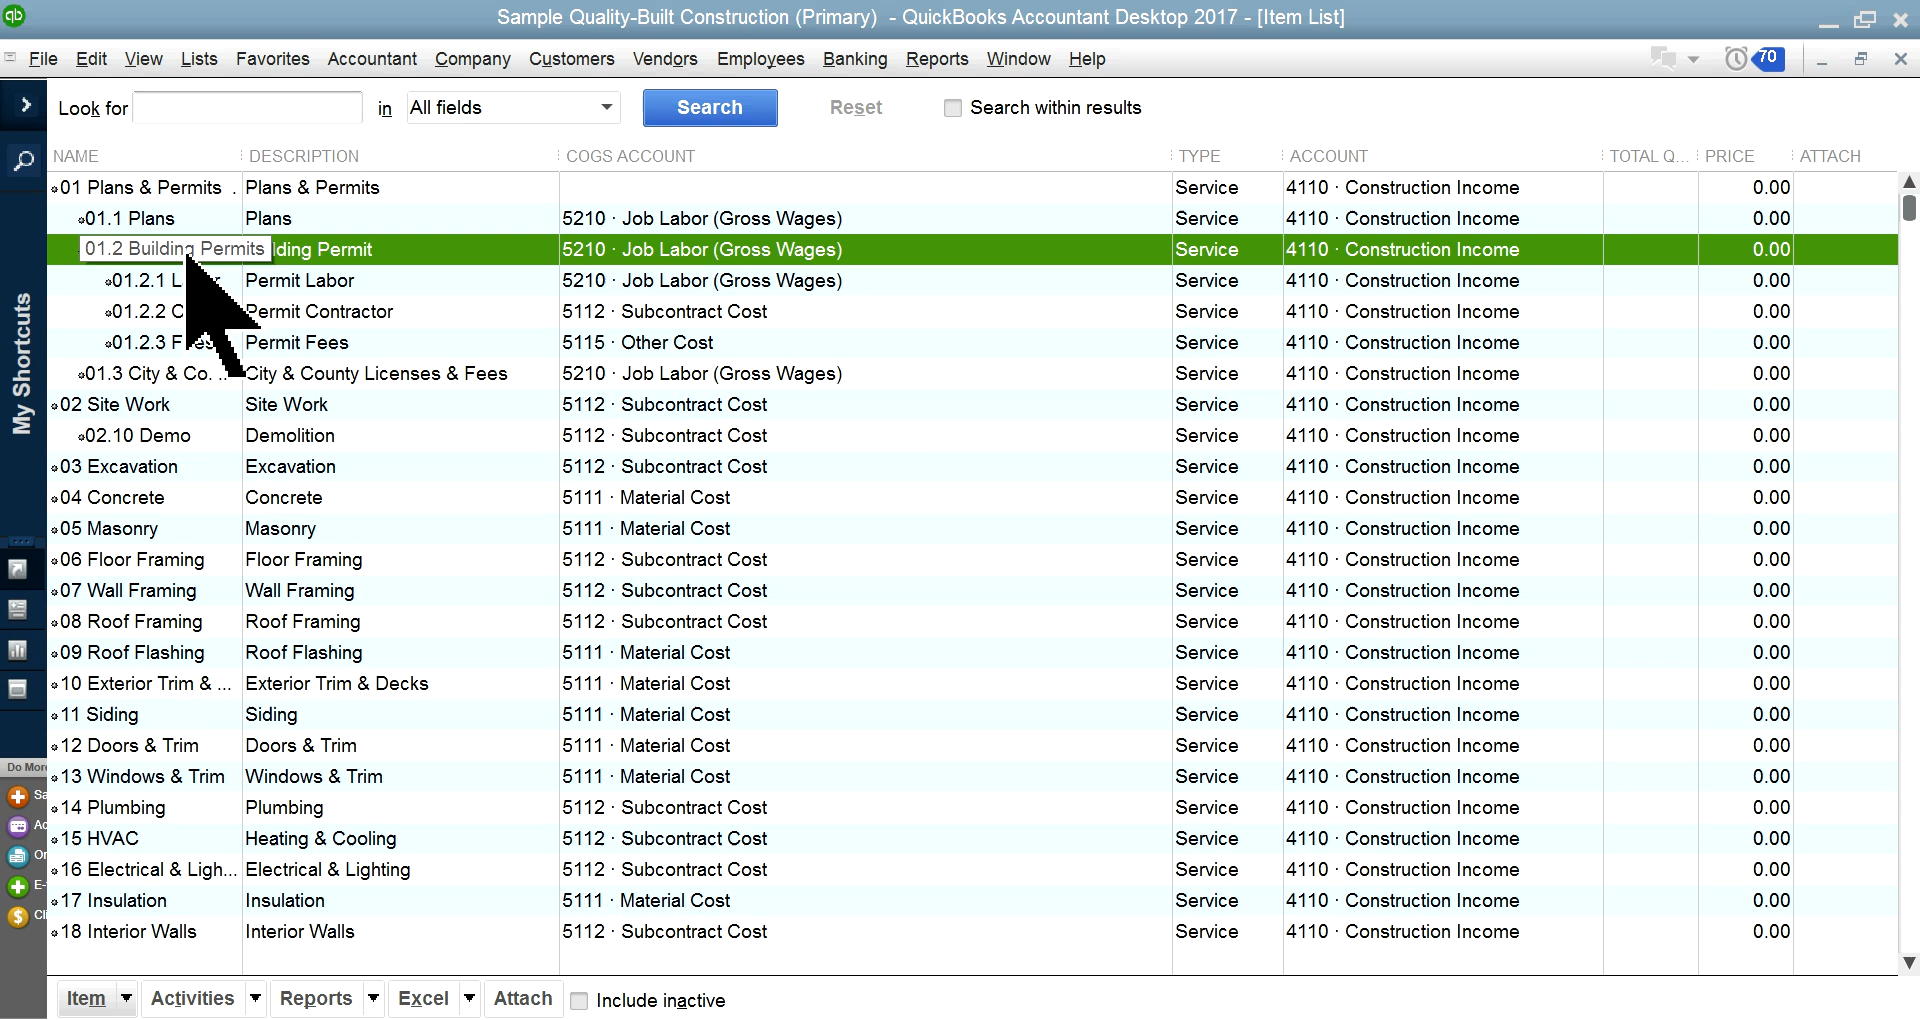 qb Sample Quality-Built Construction (Primary) - QuickBooks Accountant Desktop 2017 - [Item List]
File Edit View Lists Favorites Accountant Company Customers Vendors Employees Banking Reports Window Help 70
Look for in All fields Search Reset Search within results
NAME DESCRIPTION COGS ACCOUNT TYPE ACCOUNT TOTAL Q... PRICE ATTACH
01 Plans & Permits . Plans & Permits Service 4110 · Construction Income 0.00
01.1 Plans Plans 5210 · Job Labor (Gross Wages) Service 4110 · Construction Income 0.00
01.2 Building Permits lding Permit 5210 · Job Labor (Gross Wages) Service 4110 · Construction Income 0.00
01.2.1 Permit Labor 5210 · Job Labor (Gross Wages) Service 4110 · Construction Income 0.00
01.2.2 Permit Contractor 5112 · Subcontract Cost Service 4110 · Construction Income 0.00
01.2.3 Permit Fees 5115 · Other Cost Service 4110 · Construction Income 0.00
01.3 City & Co. .. City & County Licenses & Fees 5210 · Job Labor (Gross Wages) Service 4110 · Construction Income 0.00
02 Site Work Site Work 5112 · Subcontract Cost Service 4110 · Construction Income 0.00
02.10 Demo Demolition 5112 · Subcontract Cost Service 4110 · Construction Income 0.00
03 Excavation Excavation 5112 · Subcontract Cost Service 4110 · Construction Income 0.00
04 Concrete Concrete 5111 · Material Cost Service 4110 · Construction Income 0.00
05 Masonry Masonry 5111 · Material Cost Service 4110 · Construction Income 0.00
06 Floor Framing Floor Framing 5112 · Subcontract Cost Service 4110 · Construction Income 0.00
07 Wall Framing Wall Framing 5112 · Subcontract Cost Service 4110 · Construction Income 0.00
08 Roof Framing Roof Framing 5112 · Subcontract Cost Service 4110 · Construction Income 0.00
09 Roof Flashing Roof Flashing 5111 · Material Cost Service 4110 · Construction Income 0.00
10 Exterior Trim & ... Exterior Trim & Decks 5111 · Material Cost Service 4110 · Construction Income 0.00
11 Siding Siding 5111 · Material Cost Service 4110 · Construction Income 0.00
12 Doors & Trim Doors & Trim 5111 · Material Cost Service 4110 · Construction Income 0.00
13 Windows & Trim Windows & Trim 5111 · Material Cost Service 4110 · Construction Income 0.00
14 Plumbing Plumbing 5112 · Subcontract Cost Service 4110 · Construction Income 0.00
15 HVAC Heating & Cooling 5112 · Subcontract Cost Service 4110 · Construction Income 0.00
16 Electrical & Ligh... Electrical & Lighting 5112 · Subcontract Cost Service 4110 · Construction Income 0.00
17 Insulation Insulation 5111 · Material Cost Service 4110 · Construction Income 0.00
18 Interior Walls Interior Walls 5112 · Subcontract Cost Service 4110 · Construction Income 0.00
My Shortcuts
Do More
Sa
Ac
Or
E-
Cli
Item Activities Reports Excel Attach Include inactive